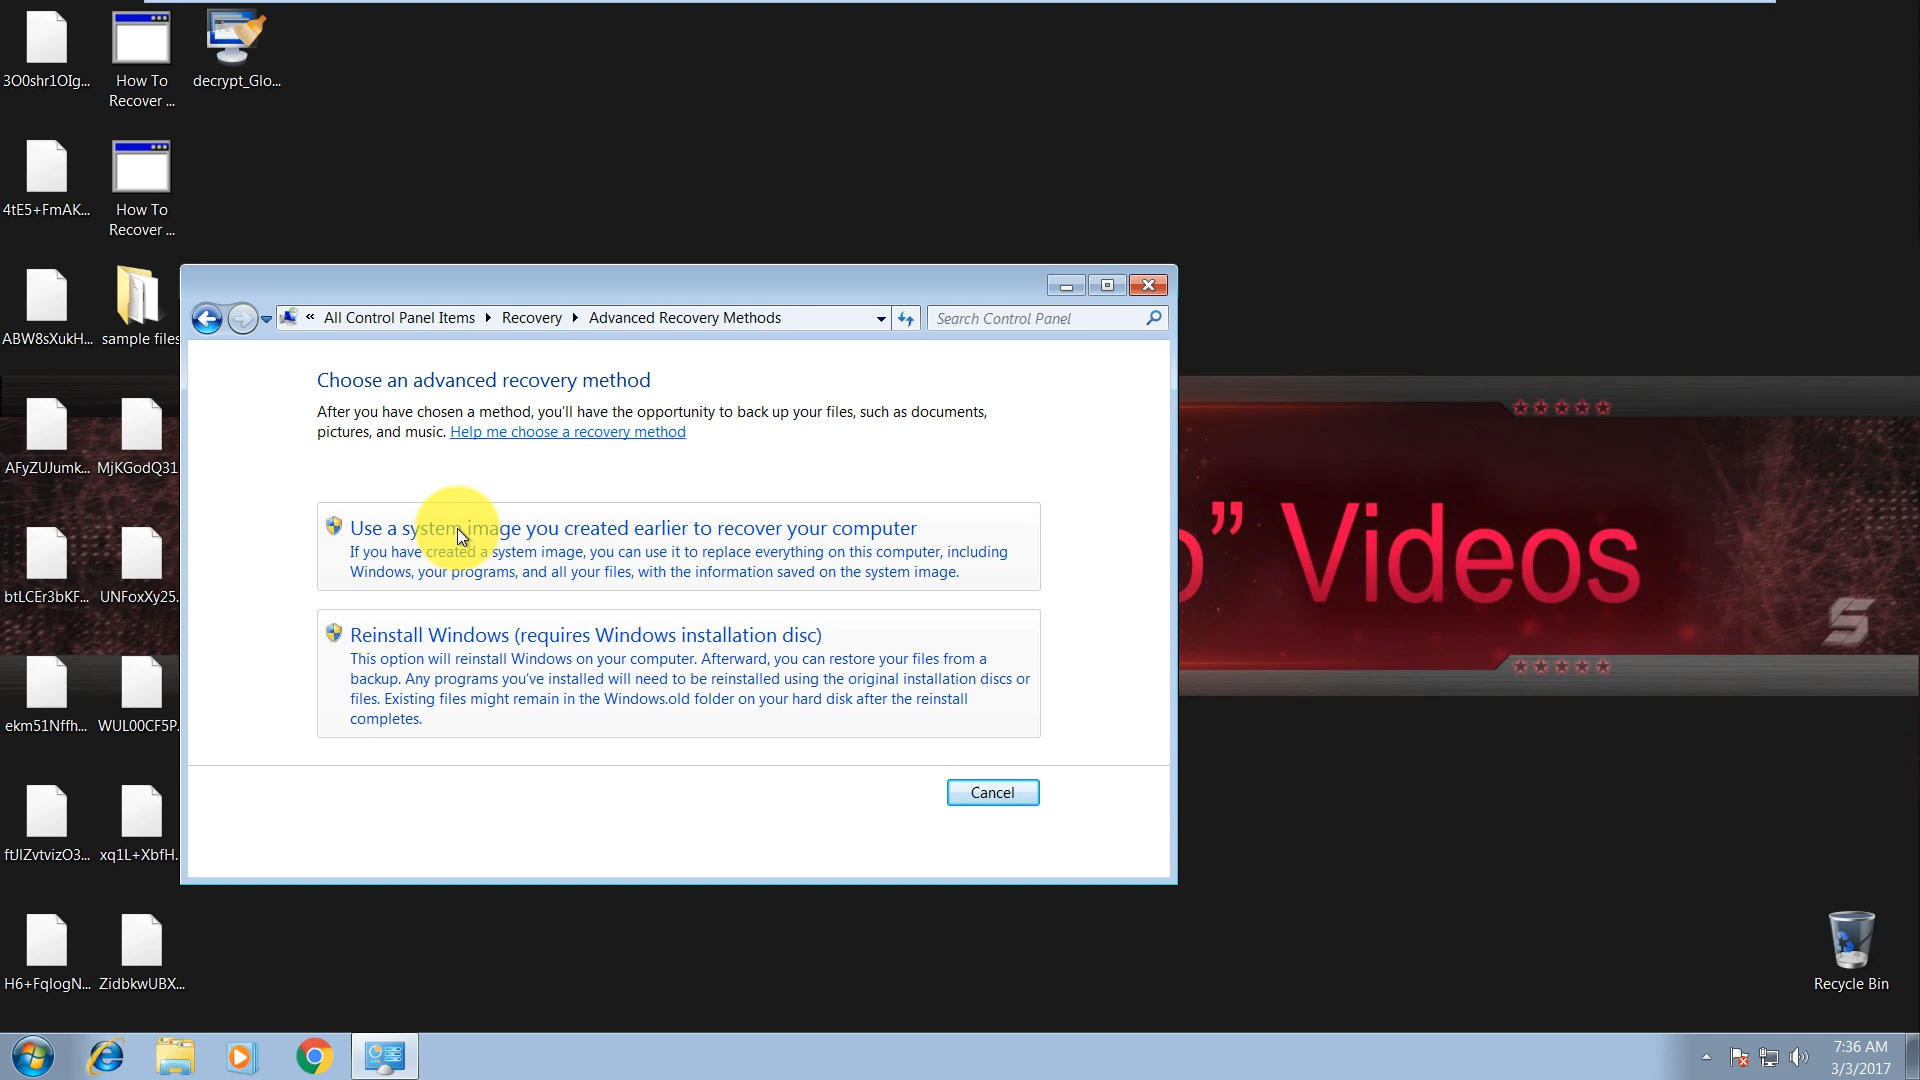 3O0shr1OIg...
How To
Recover ...
decrypt_Glo...
4tE5+FmAK...
How To
Recover ...
ABW8sXukH...
sample files
AFyZUJumk...
MjKGodQ31
btLCEr3bKF...
UNFoxXy25.
ekm51Nffh...
WUL00CF5P.
ftJlZvtvizO3...
xq1L+XbfH.
H6+FqlogN...
ZidbkwUBX...
« All Control Panel Items Recovery Advanced Recovery Methods
Search Control Panel
Choose an advanced recovery method
After you have chosen a method, you'll have the opportunity to back up your files, such as documents,
pictures, and music. Help me choose a recovery method
Use a system image you created earlier to recover your computer
If you have created a system image, you can use it to replace everything on this computer, including
Windows, your programs, and all your files, with the information saved on the system image.
Reinstall Windows (requires Windows installation disc)
This option will reinstall Windows on your computer. Afterward, you can restore your files from a
backup. Any programs you've installed will need to be reinstalled using the original installation discs or
files. Existing files might remain in the Windows.old folder on your hard disk after the reinstall
completes.
Cancel
” Videos
S
Recycle Bin
7:36 AM
3/3/2017